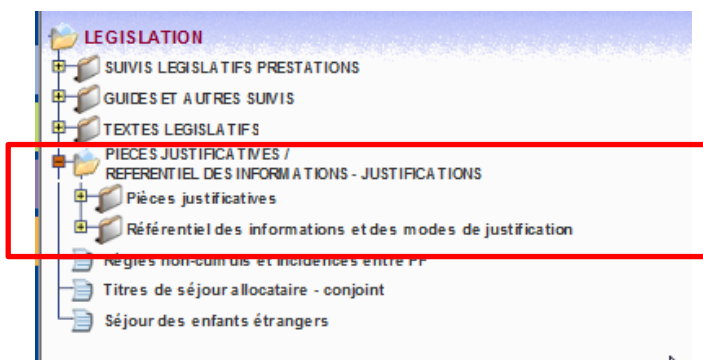 LEGISLATION
SUIVIS LEGISLATIFS PRESTATIONS
GUIDES ET AUTRES SUIVIS
TEXTES LEGISLATIFS
PIECES JUSTIFICATIVES /
REFERENTIEL DES INFORMATIONS - JUSTIFICATIONS
Pièces justificatives
Référentiel des informations et des modes de justification
Règles non-cumuls et incidences entre PF
Titres de séjour allocataire - conjoint
Séjour des enfants étrangers